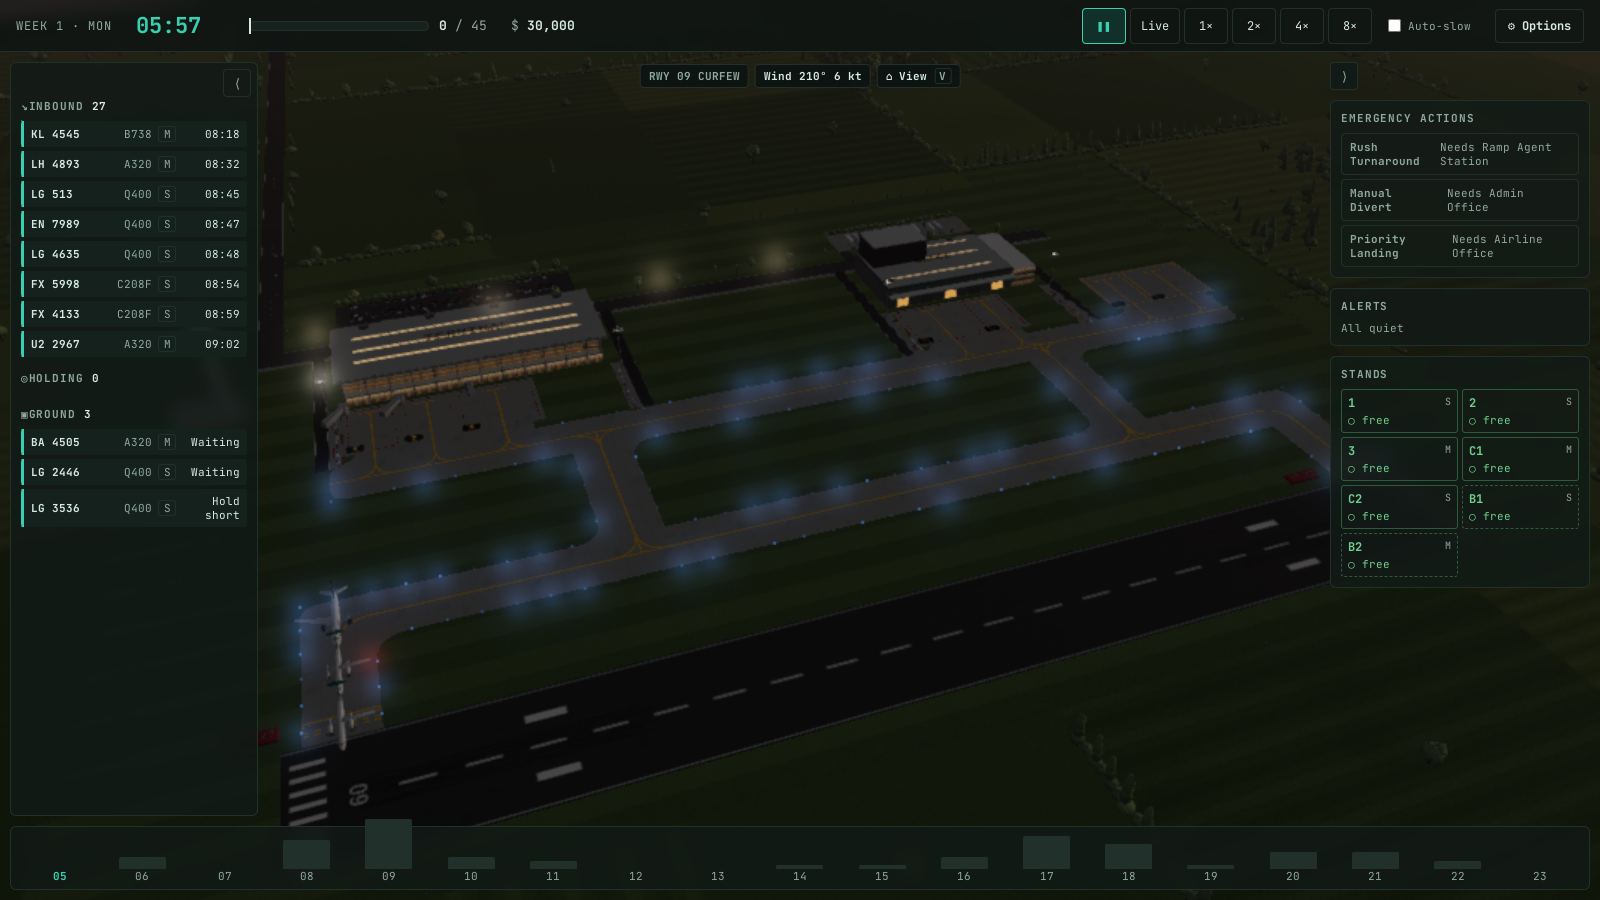 WEEK 1 · MON
05:57
0 / 45
$ 30,000
Live
1×
2×
4×
8×
Auto-slow
⚙ Options
RWY 09 CURFEW
Wind 210° 6 kt
⌂ View V
INBOUND 27
KL 4545 B738 M 08:18
LH 4893 A320 M 08:32
LG 513 Q400 S 08:45
EN 7989 Q400 S 08:47
LG 4635 Q400 S 08:48
FX 5998 C208F S 08:54
FX 4133 C208F S 08:59
U2 2967 A320 M 09:02
HOLDING 0
GROUND 3
BA 4505 A320 M Waiting
LG 2446 Q400 S Waiting
LG 3536 Q400 S Hold short
EMERGENCY ACTIONS
Rush Turnaround Needs Ramp Agent Station
Manual Divert Needs Admin Office
Priority Landing Needs Airline Office
ALERTS
All quiet
STANDS
1 S
○ free
2 S
○ free
3 M
○ free
C1 M
○ free
C2 S
○ free
B1 S
○ free
B2 M
○ free
09
05 06 07 08 09 10 11 12 13 14 15 16 17 18 19 20 21 22 23